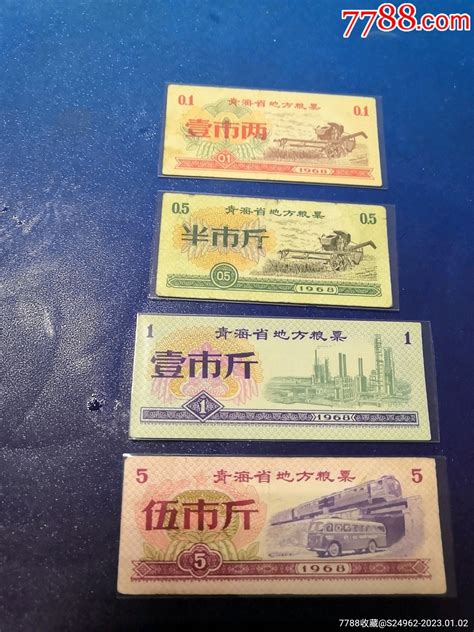 7788.com
0.1 青海省地方粮票 0.1
壹市两
01
1968
0.5 青海省地方粮票 0.5
半市斤
05
1968
1 青海省地方粮票 1
壹市斤
1
1968
5 青海省地方粮票 5
伍市斤
5
1968
7788收藏@S24962-2023.01.02